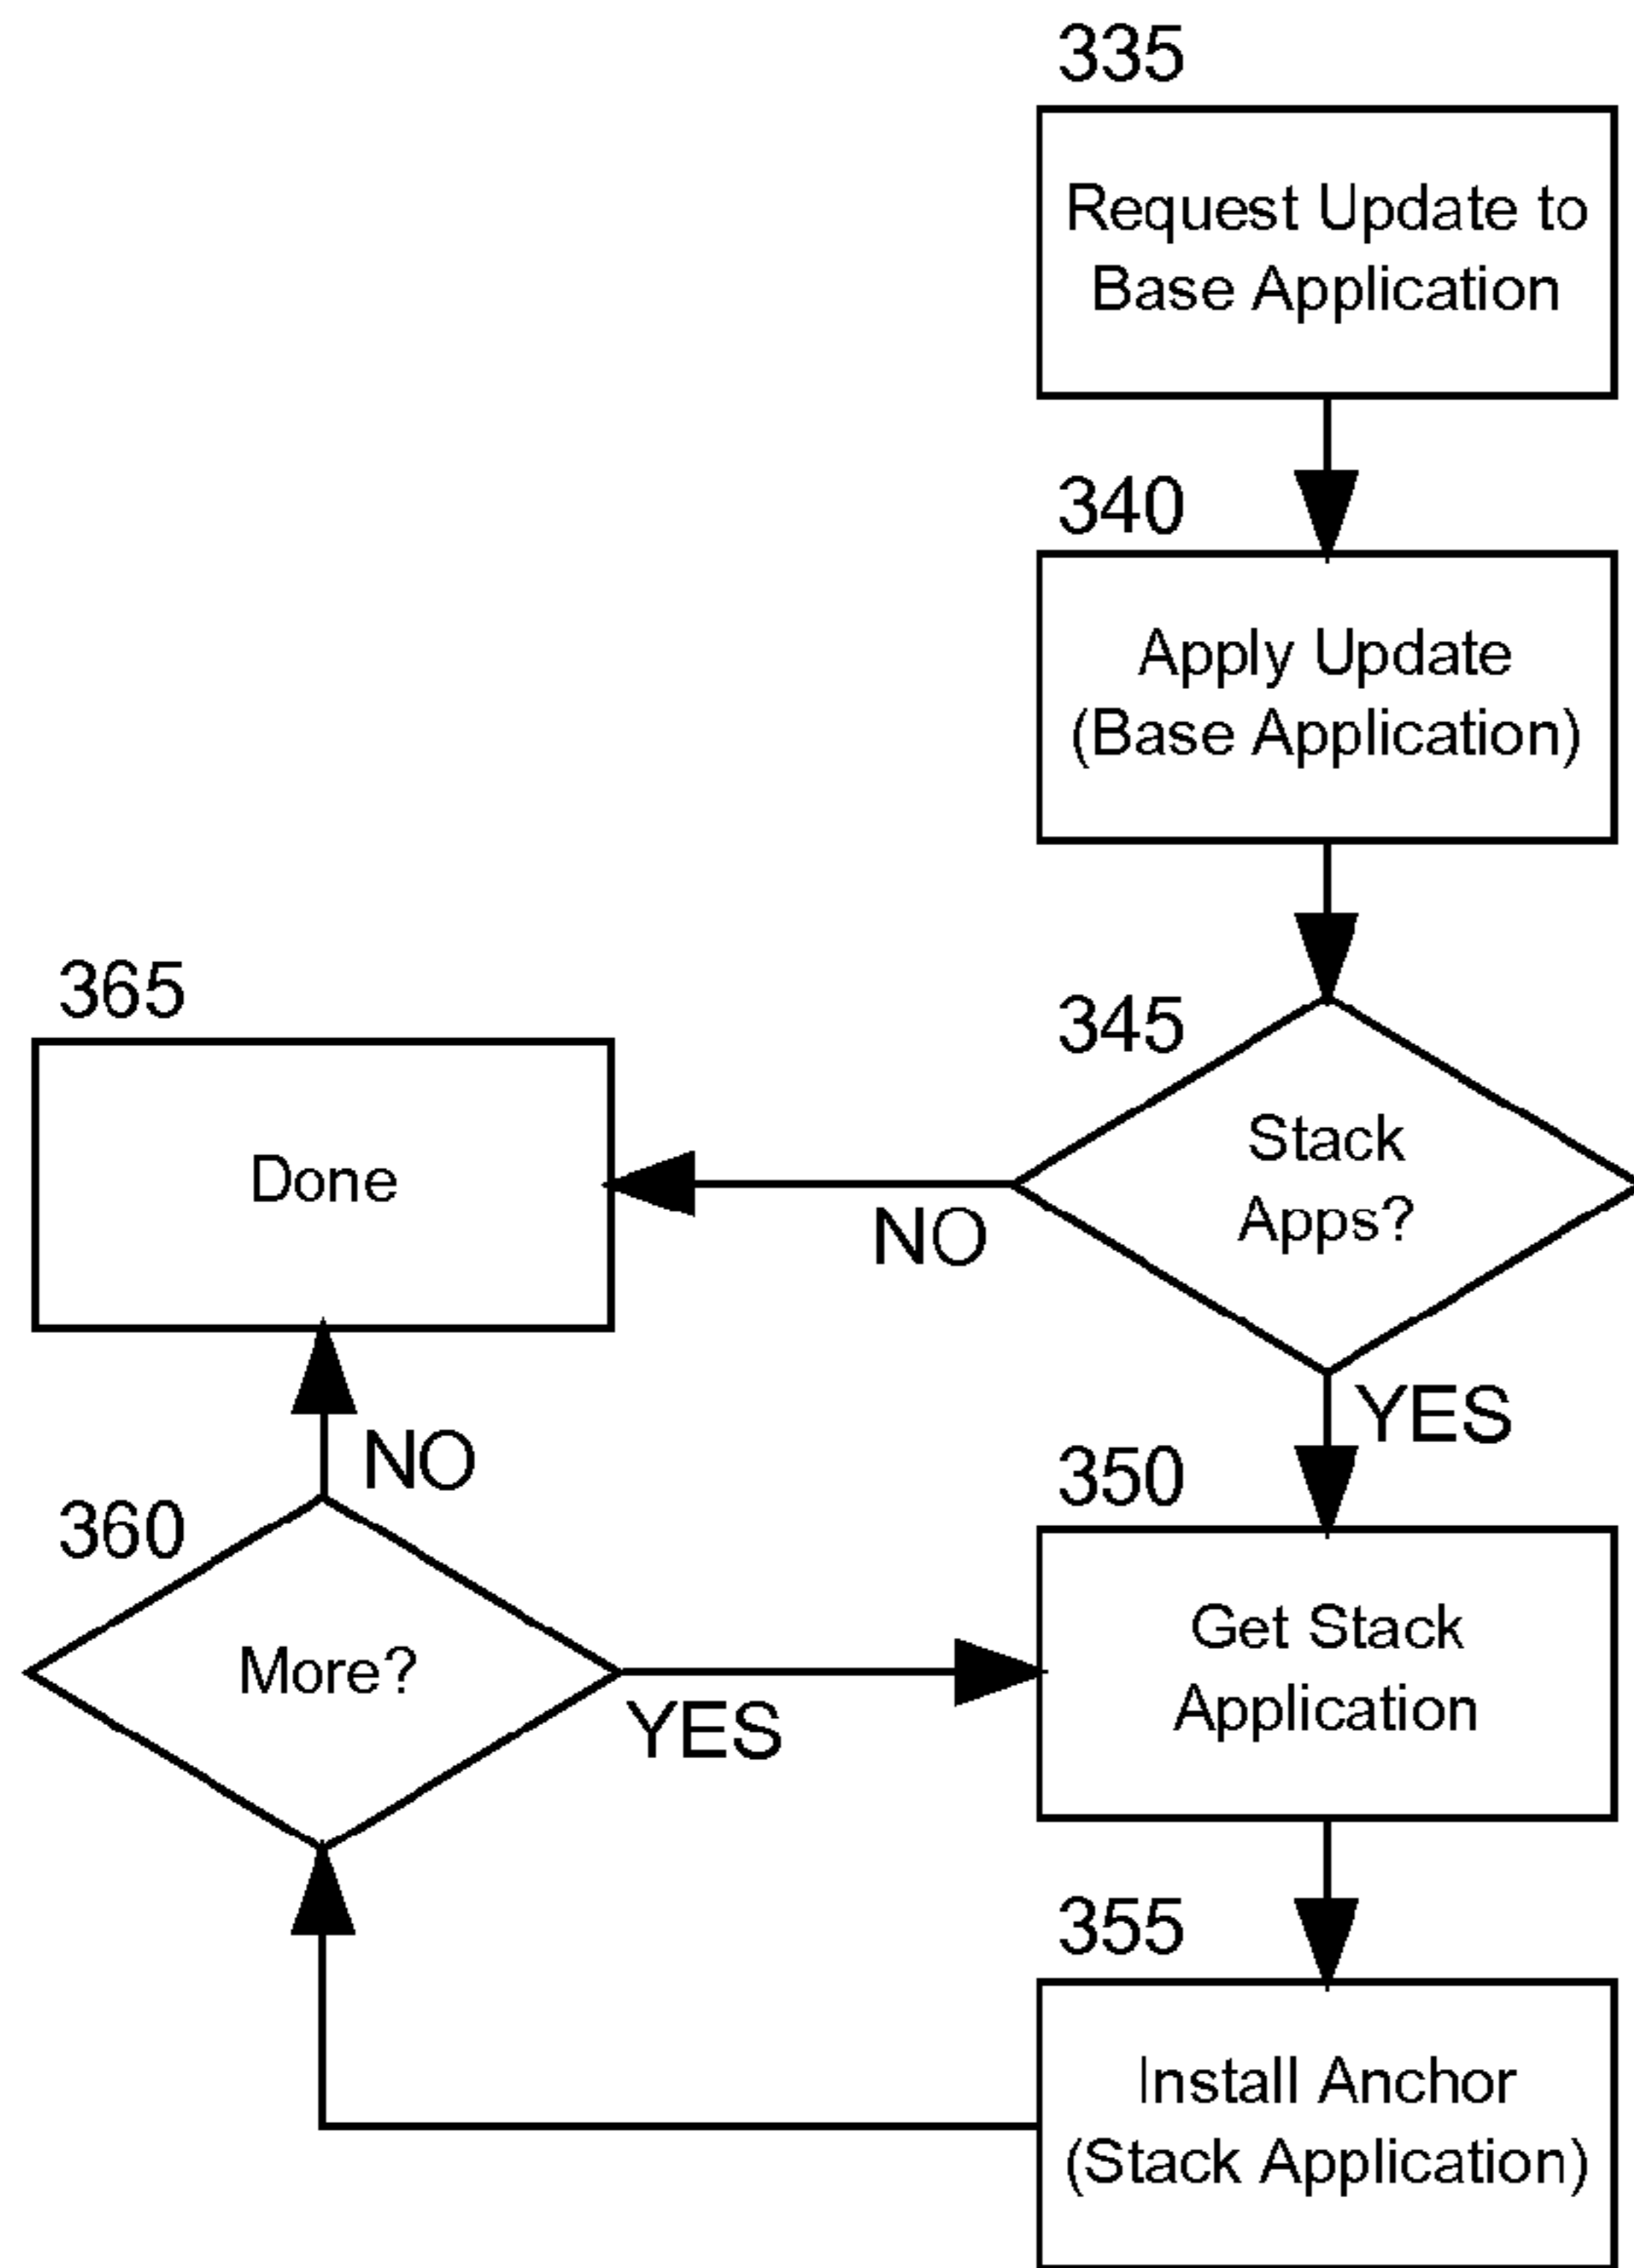 335
Request Update to
Base Application
340
Apply Update
(Base Application)
345
Stack
Apps?
NO
YES
365
Done
350
Get Stack
Application
355
Install Anchor
(Stack Application)
360
More?
YES
NO